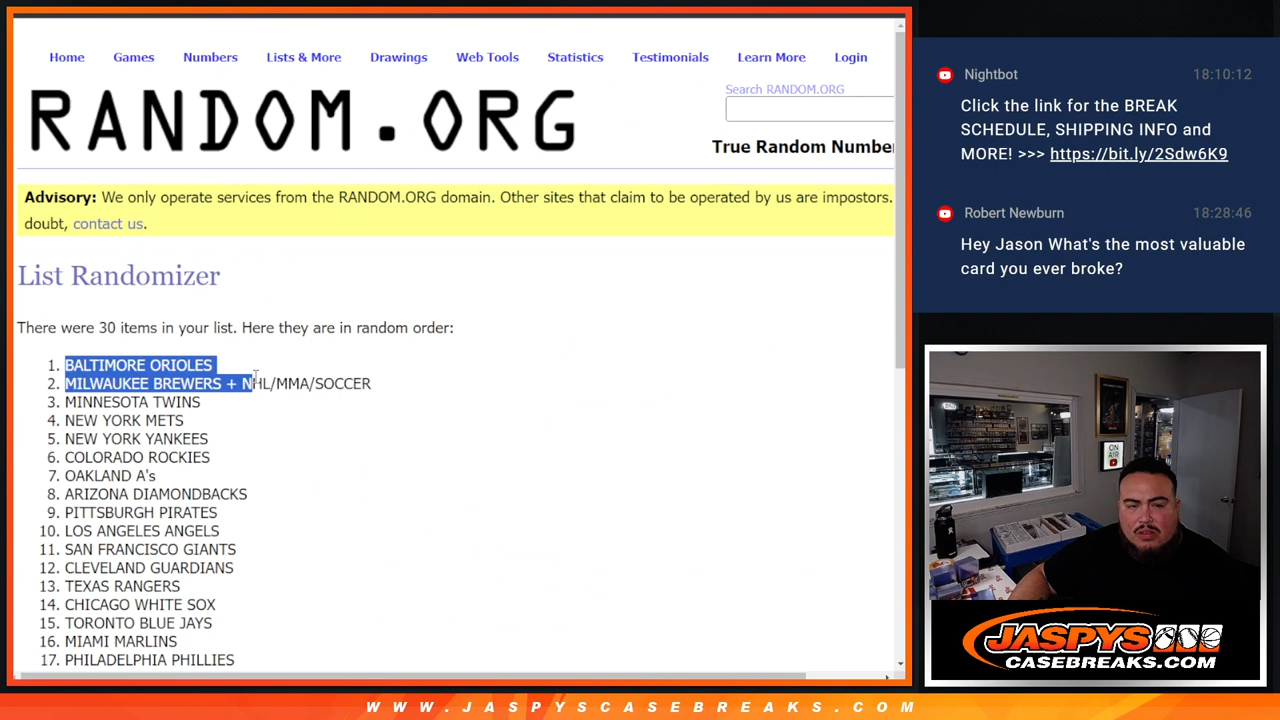 Home Games Numbers Lists & More Drawings Web Tools Statistics Testimonials Learn More Login
Search RANDOM.ORG
RANDOM.ORG
True Random Number
Advisory: We only operate services from the RANDOM.ORG domain. Other sites that claim to be operated by us are impostors.
doubt, contact us.
List Randomizer
There were 30 items in your list. Here they are in random order:
1. BALTIMORE ORIOLES
2. MILWAUKEE BREWERS + NHL/MMA/SOCCER
3. MINNESOTA TWINS
4. NEW YORK METS
5. NEW YORK YANKEES
6. COLORADO ROCKIES
7. OAKLAND A's
8. ARIZONA DIAMONDBACKS
9. PITTSBURGH PIRATES
10. LOS ANGELES ANGELS
11. SAN FRANCISCO GIANTS
12. CLEVELAND GUARDIANS
13. TEXAS RANGERS
14. CHICAGO WHITE SOX
15. TORONTO BLUE JAYS
16. MIAMI MARLINS
17. PHILADELPHIA PHILLIES
Nightbot 18:10:12
Click the link for the BREAK
SCHEDULE, SHIPPING INFO and
MORE! >>> https://bit.ly/2Sdw6K9
Robert Newburn 18:28:46
Hey Jason What's the most valuable
card you ever broke?
ON
AIR
JASPYS
CASEBREAKS.COM
WWW.JASPYSCASEBREAKS.COM